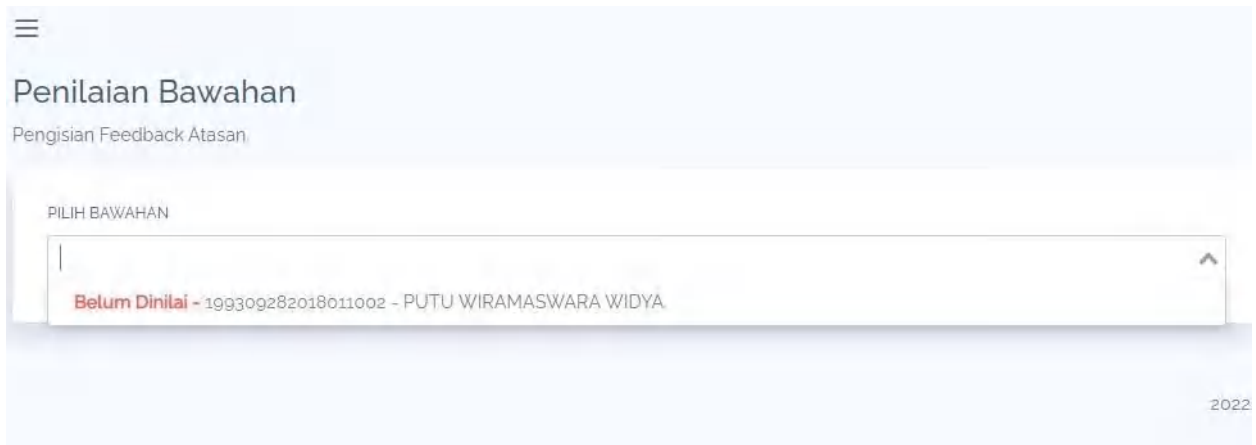 Penilaian Bawahan
Pengisian Feedback Atasan
PILIH BAWAHAN
Belum Dinilai - 199309282018011002 - PUTU WIRAMASWARA WIDYA
2022